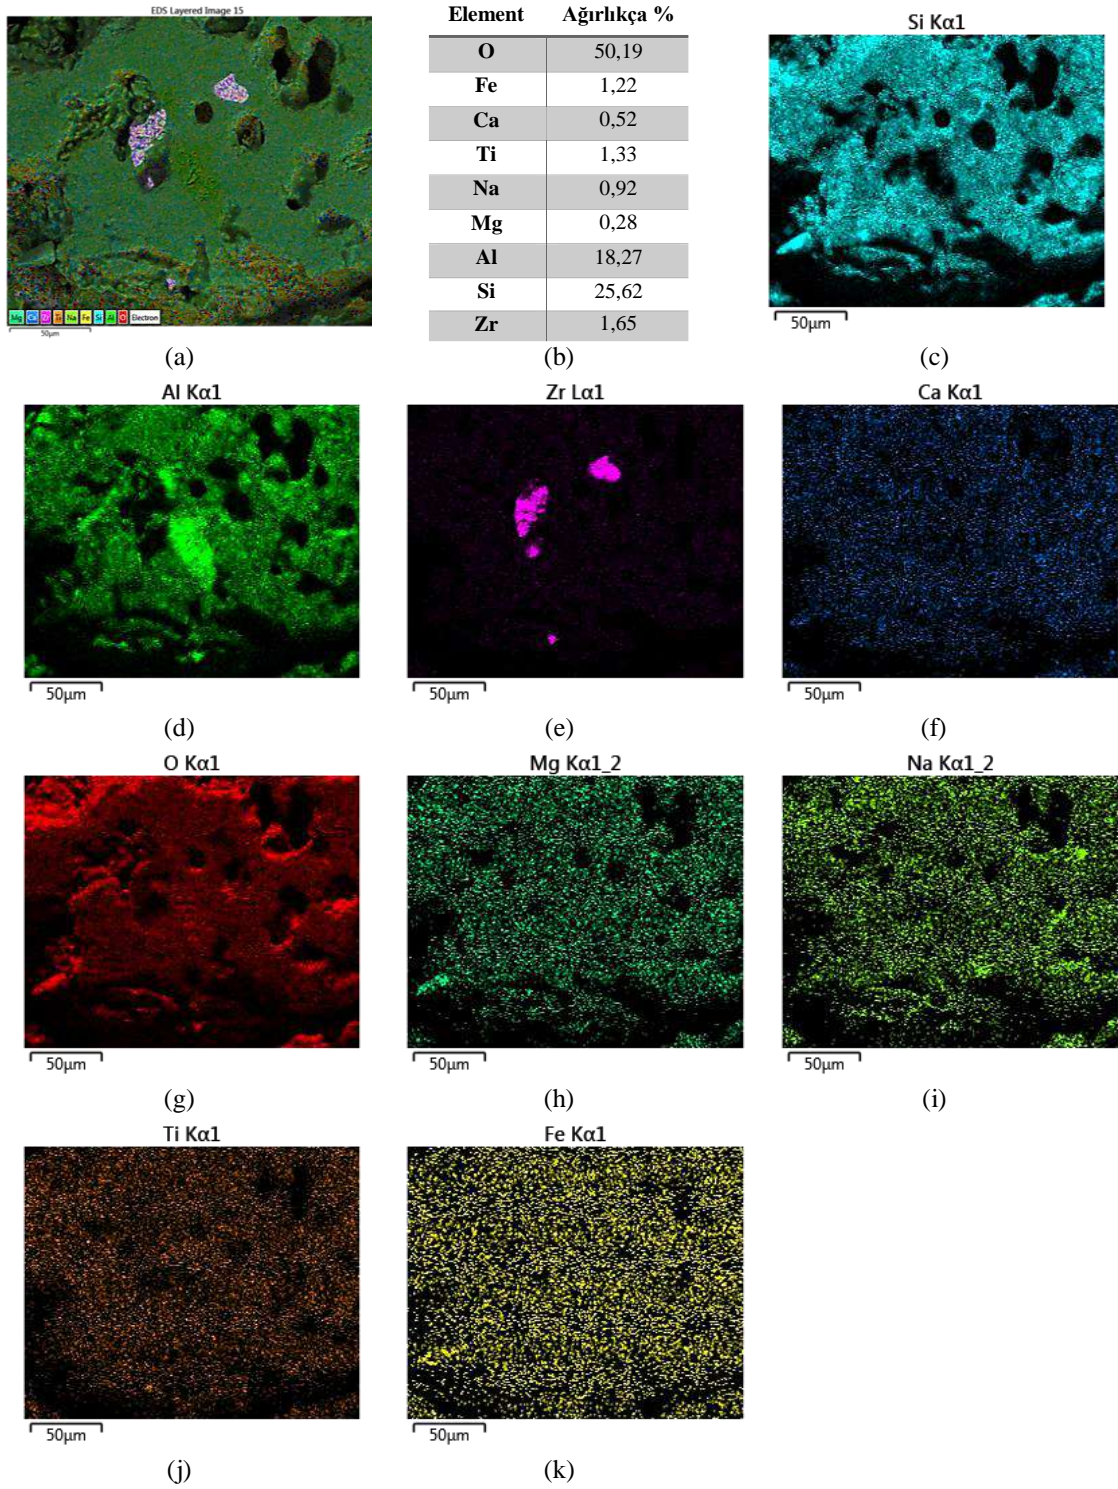 EDS Layered Image 15
Mg Ca Zr Ti Na Fe Si Al O Electron
50µm
(a)
Element Ağırlıkça %
O 50,19
Fe 1,22
Ca 0,52
Ti 1,33
Na 0,92
Mg 0,28
Al 18,27
Si 25,62
Zr 1,65
(b)
Si Kα1
50µm
(c)
Al Kα1
50µm
(d)
Zr Lα1
50µm
(e)
Ca Kα1
50µm
(f)
O Kα1
50µm
(g)
Mg Kα1_2
50µm
(h)
Na Kα1_2
50µm
(i)
Ti Kα1
50µm
(j)
Fe Kα1
50µm
(k)